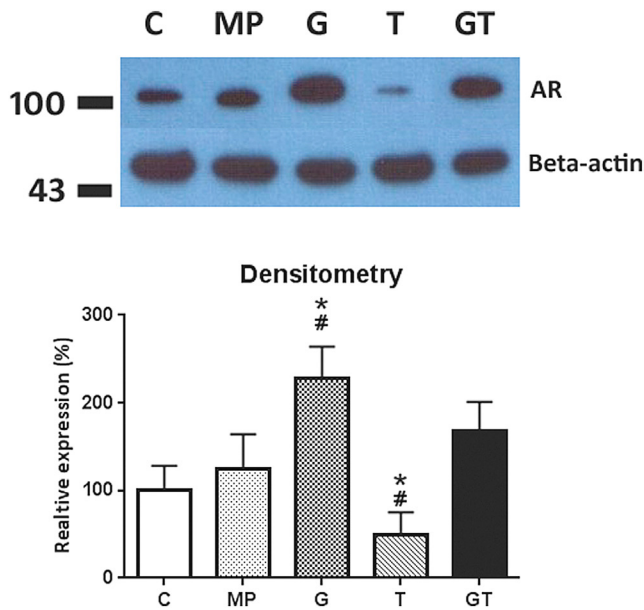 C MP G T GT
100 AR
Beta-actin
43
Densitometry
Realtive expression (%)
300
200
100
0
* #
* #
C MP G T GT